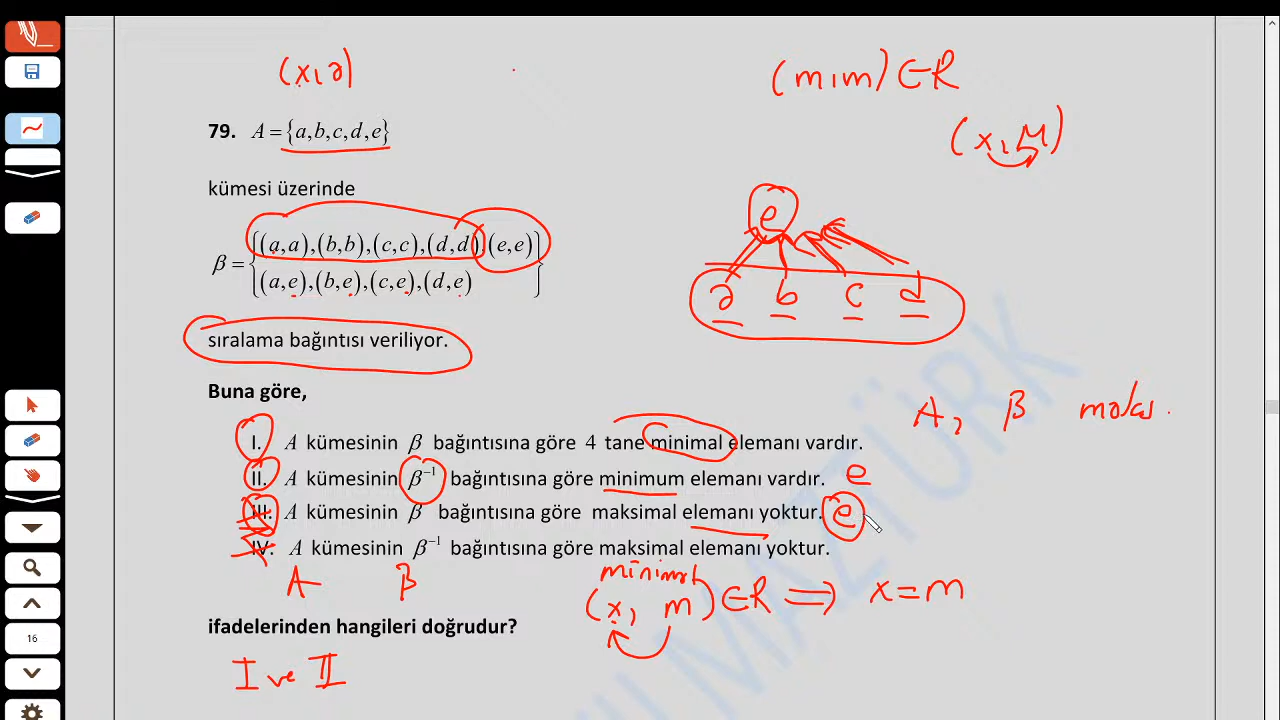 (x,a)
(m,m) ∈ R
(x, M)
79. A = {a,b,c,d,e}
kümesi üzerinde
β = {(a,a),(b,b),(c,c),(d,d),(e,e)
(a,e),(b,e),(c,e),(d,e)}
e
a b c d
sıralama bağıntısı veriliyor.
Buna göre,
A, β
I. A kümesinin β bağıntısına göre 4 tane minimal elemanı vardır.
II. A kümesinin β⁻¹ bağıntısına göre minimum elemanı vardır. e
III. A kümesinin β bağıntısına göre maksimal elemanı yoktur. e
IV. A kümesinin β⁻¹ bağıntısına göre maksimal elemanı yoktur.
A β
minimal
(x, m) ∈ R ⇒ x = m
ifadelerinden hangileri doğrudur?
I ve II
16